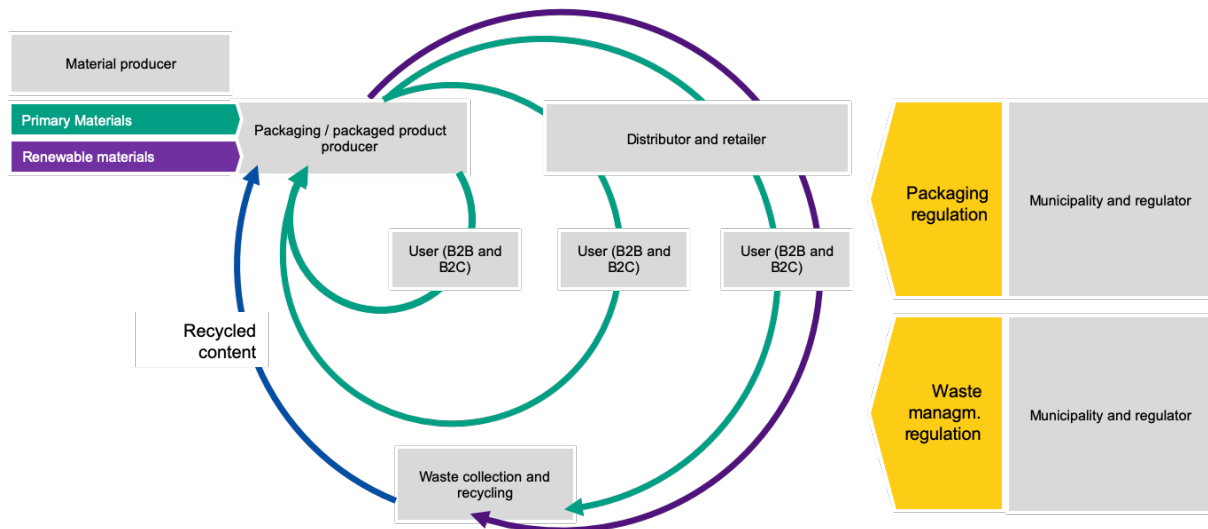 Material producer
Primary Materials
Renewable materials
Packaging / packaged product
producer
Distributor and retailer
User (B2B and
B2C)
User (B2B and
B2C)
User (B2B and
B2C)
Recycled
content
Waste collection and
recycling
Packaging
regulation
Municipality and regulator
Waste
managm.
regulation
Municipality and regulator